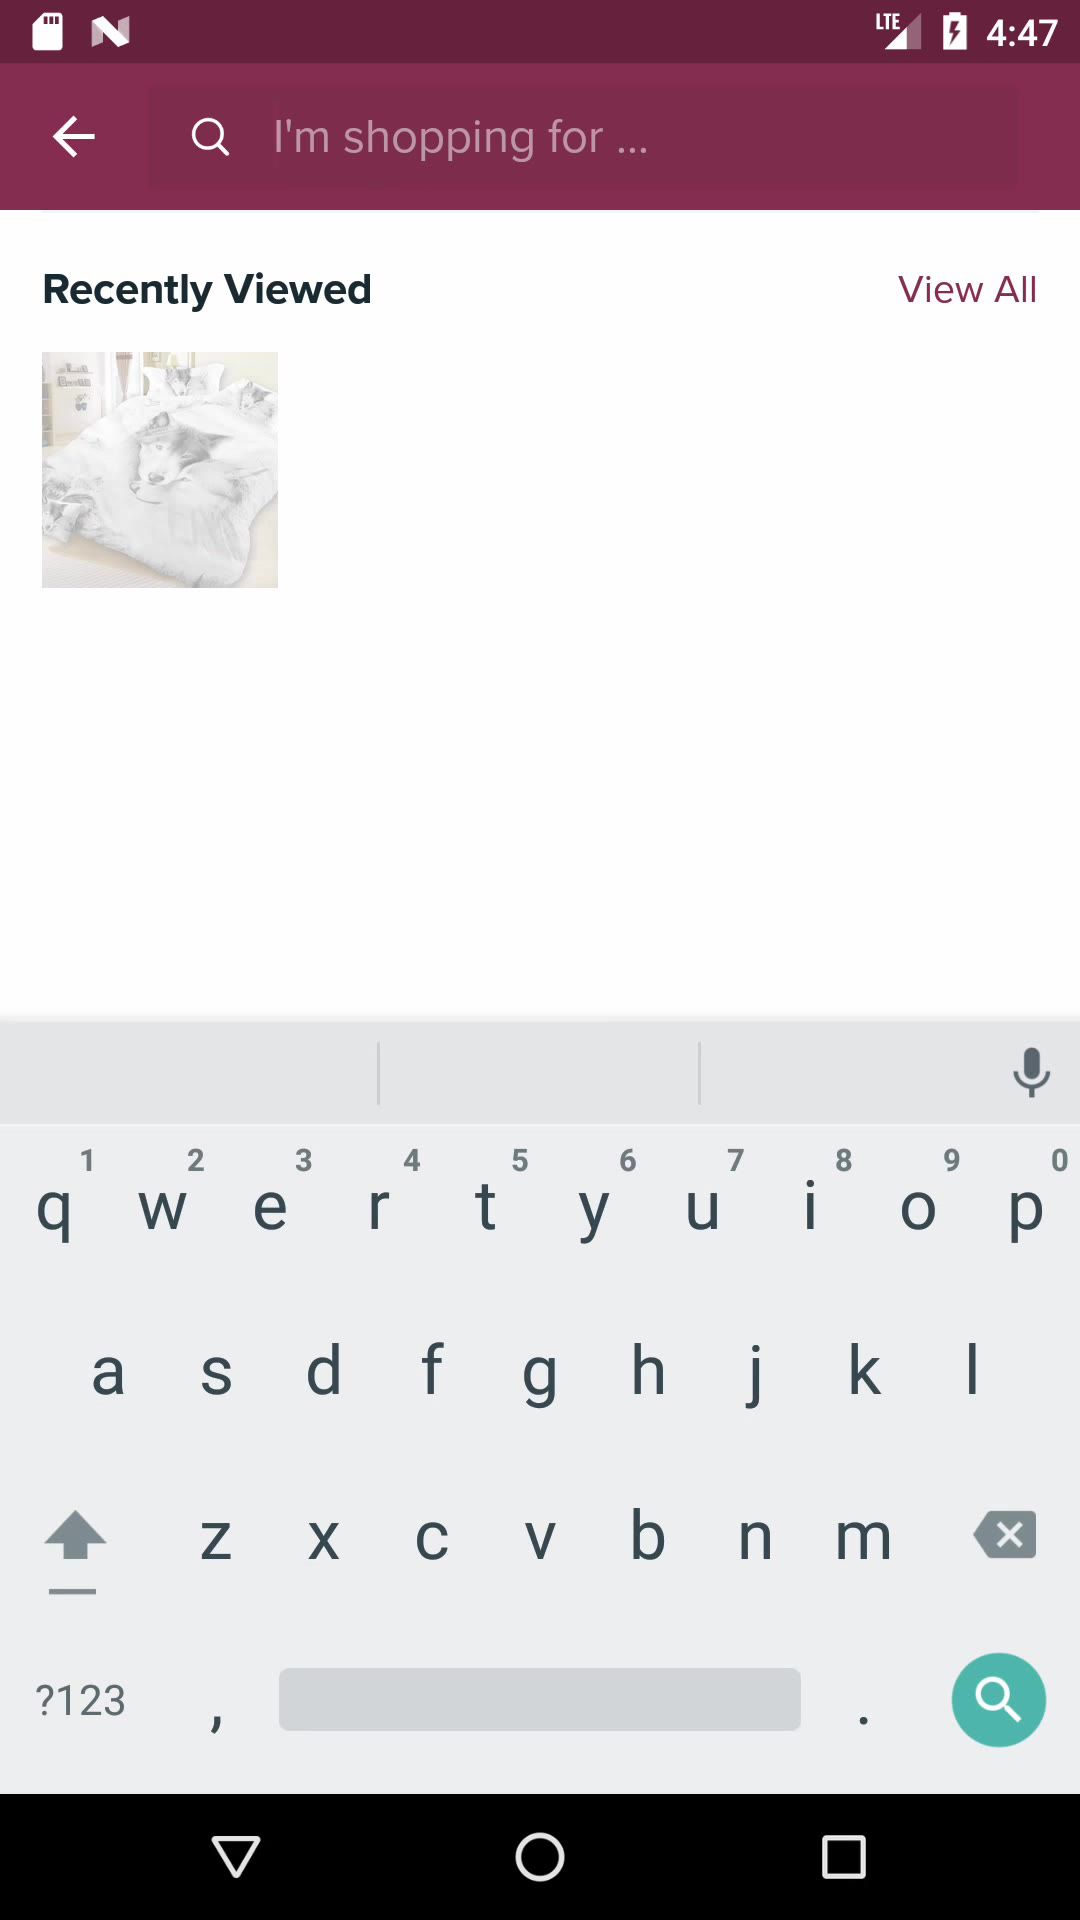 LTE 4:47
I'm shopping for ...
Recently Viewed View All
1 2 3 4 5 6 7 8 9 0
q w e r t y u i o p
a s d f g h j k l
z x c v b n m
?123 , .